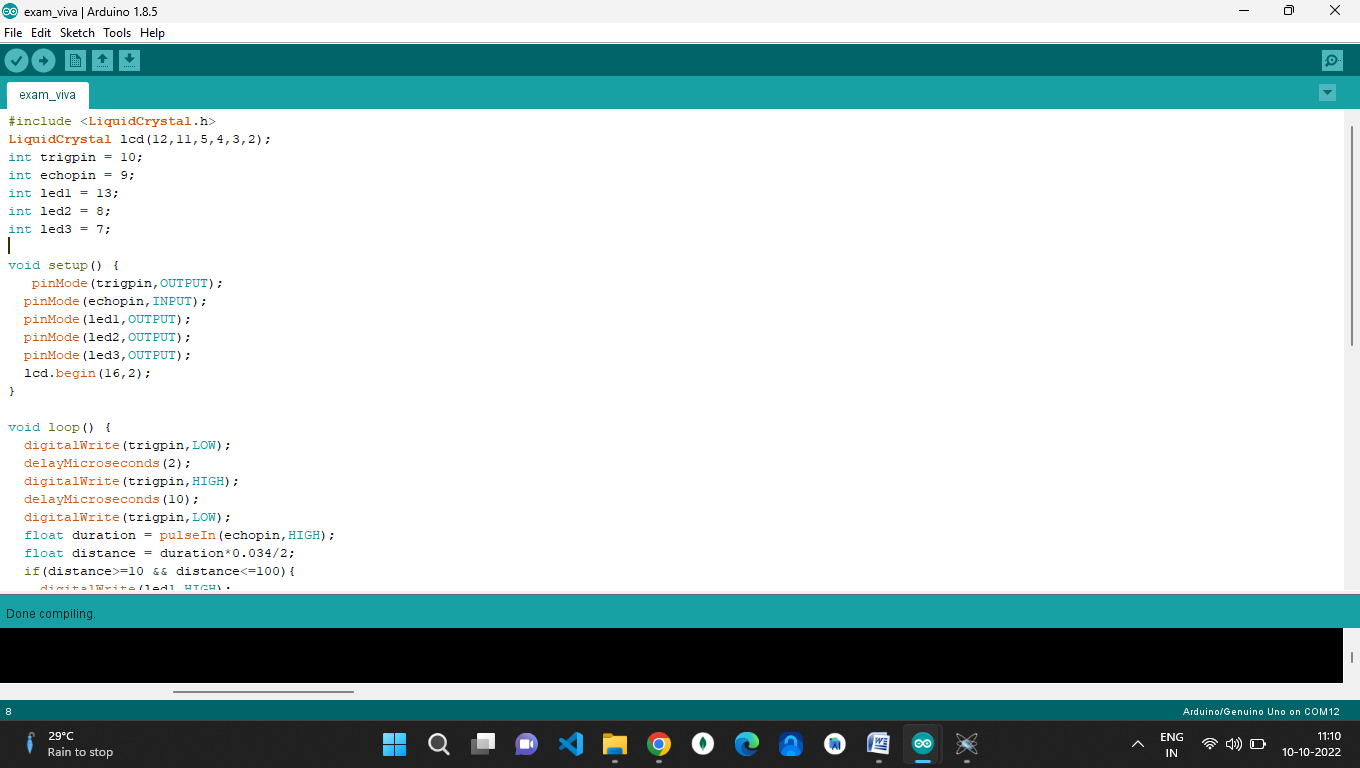 exam_viva | Arduino 1.8.5
File Edit Sketch Tools Help
exam_viva
#include <LiquidCrystal.h>
LiquidCrystal lcd(12,11,5,4,3,2);
int trigpin = 10;
int echopin = 9;
int led1 = 13;
int led2 = 8;
int led3 = 7;
void setup() {
pinMode(trigpin,OUTPUT);
pinMode(echopin,INPUT);
pinMode(led1,OUTPUT);
pinMode(led2,OUTPUT);
pinMode(led3,OUTPUT);
lcd.begin(16,2);
}
void loop() {
digitalWrite(trigpin,LOW);
delayMicroseconds(2);
digitalWrite(trigpin,HIGH);
delayMicroseconds(10);
digitalWrite(trigpin,LOW);
float duration = pulseIn(echopin,HIGH);
float distance = duration*0.034/2;
if(distance>=10 && distance<=100){
digitalWrite(led1,HIGH);
Done compiling.
8
Arduino/Genuino Uno on COM12
29°C
Rain to stop
ENG
IN
11:10
10-10-2022